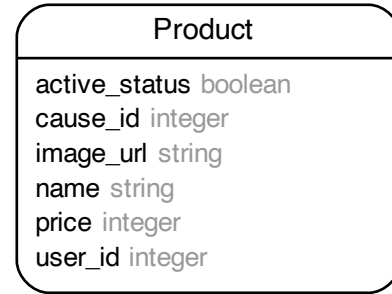 Product
active_status boolean
cause_id integer
image_url string
name string
price integer
user_id integer